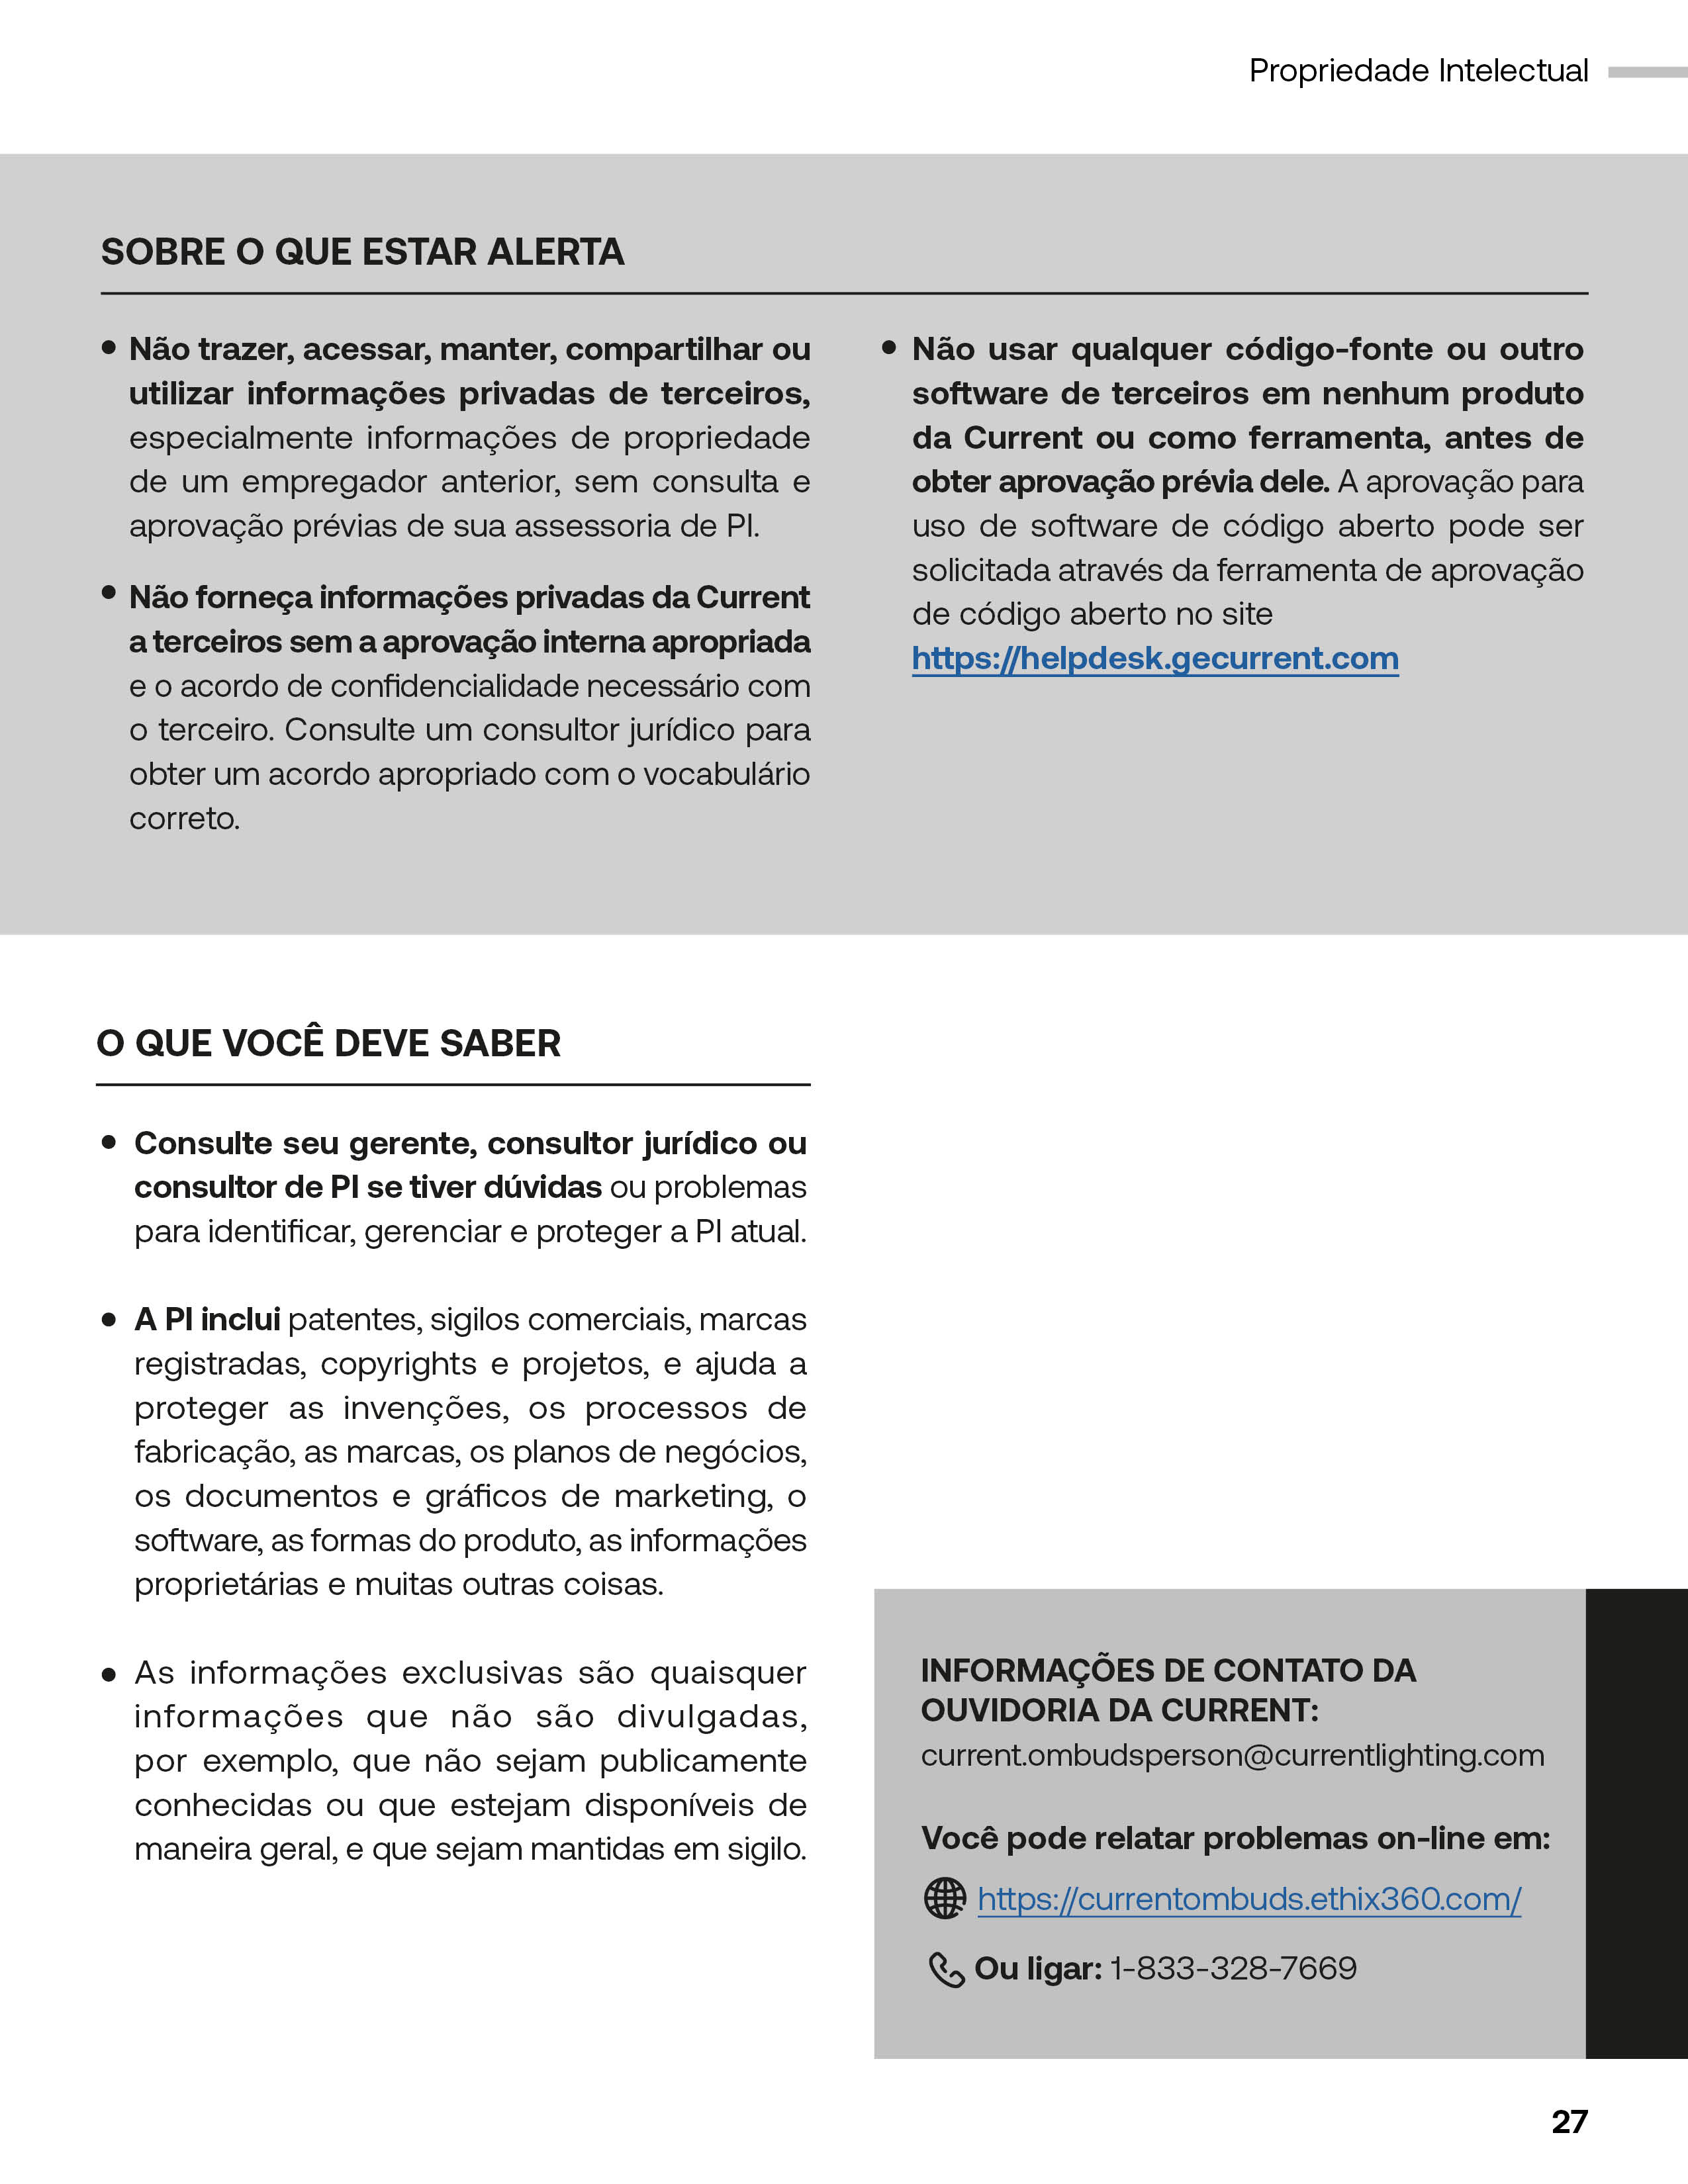 Propriedade Intelectual
SOBRE O QUE ESTAR ALERTA
• Não trazer, acessar, manter, compartilhar ou
utilizar informações privadas de terceiros,
especialmente informações de propriedade
de um empregador anterior, sem consulta e
aprovação prévias de sua assessoria de PI.
• Não forneça informações privadas da Current
a terceiros sem a aprovação interna apropriada
e o acordo de confidencialidade necessário com
o terceiro. Consulte um consultor jurídico para
obter um acordo apropriado com o vocabulário
correto.
• Não usar qualquer código-fonte ou outro
software de terceiros em nenhum produto
da Current ou como ferramenta, antes de
obter aprovação prévia dele. A aprovação para
uso de software de código aberto pode ser
solicitada através da ferramenta de aprovação
de código aberto no site
https://helpdesk.gecurrent.com
O QUE VOCÊ DEVE SABER
• Consulte seu gerente, consultor jurídico ou
consultor de PI se tiver dúvidas ou problemas
para identificar, gerenciar e proteger a PI atual.
• A PI inclui patentes, sigilos comerciais, marcas
registradas, copyrights e projetos, e ajuda a
proteger as invenções, os processos de
fabricação, as marcas, os planos de negócios,
os documentos e gráficos de marketing, o
software, as formas do produto, as informações
proprietárias e muitas outras coisas.
• As informações exclusivas são quaisquer
informações que não são divulgadas,
por exemplo, que não sejam publicamente
conhecidas ou que estejam disponíveis de
maneira geral, e que sejam mantidas em sigilo.
INFORMAÇÕES DE CONTATO DA
OUVIDORIA DA CURRENT:
current.ombudsperson@currentlighting.com
Você pode relatar problemas on-line em:
https://currentombuds.ethix360.com/
Ou ligar: 1-833-328-7669
27